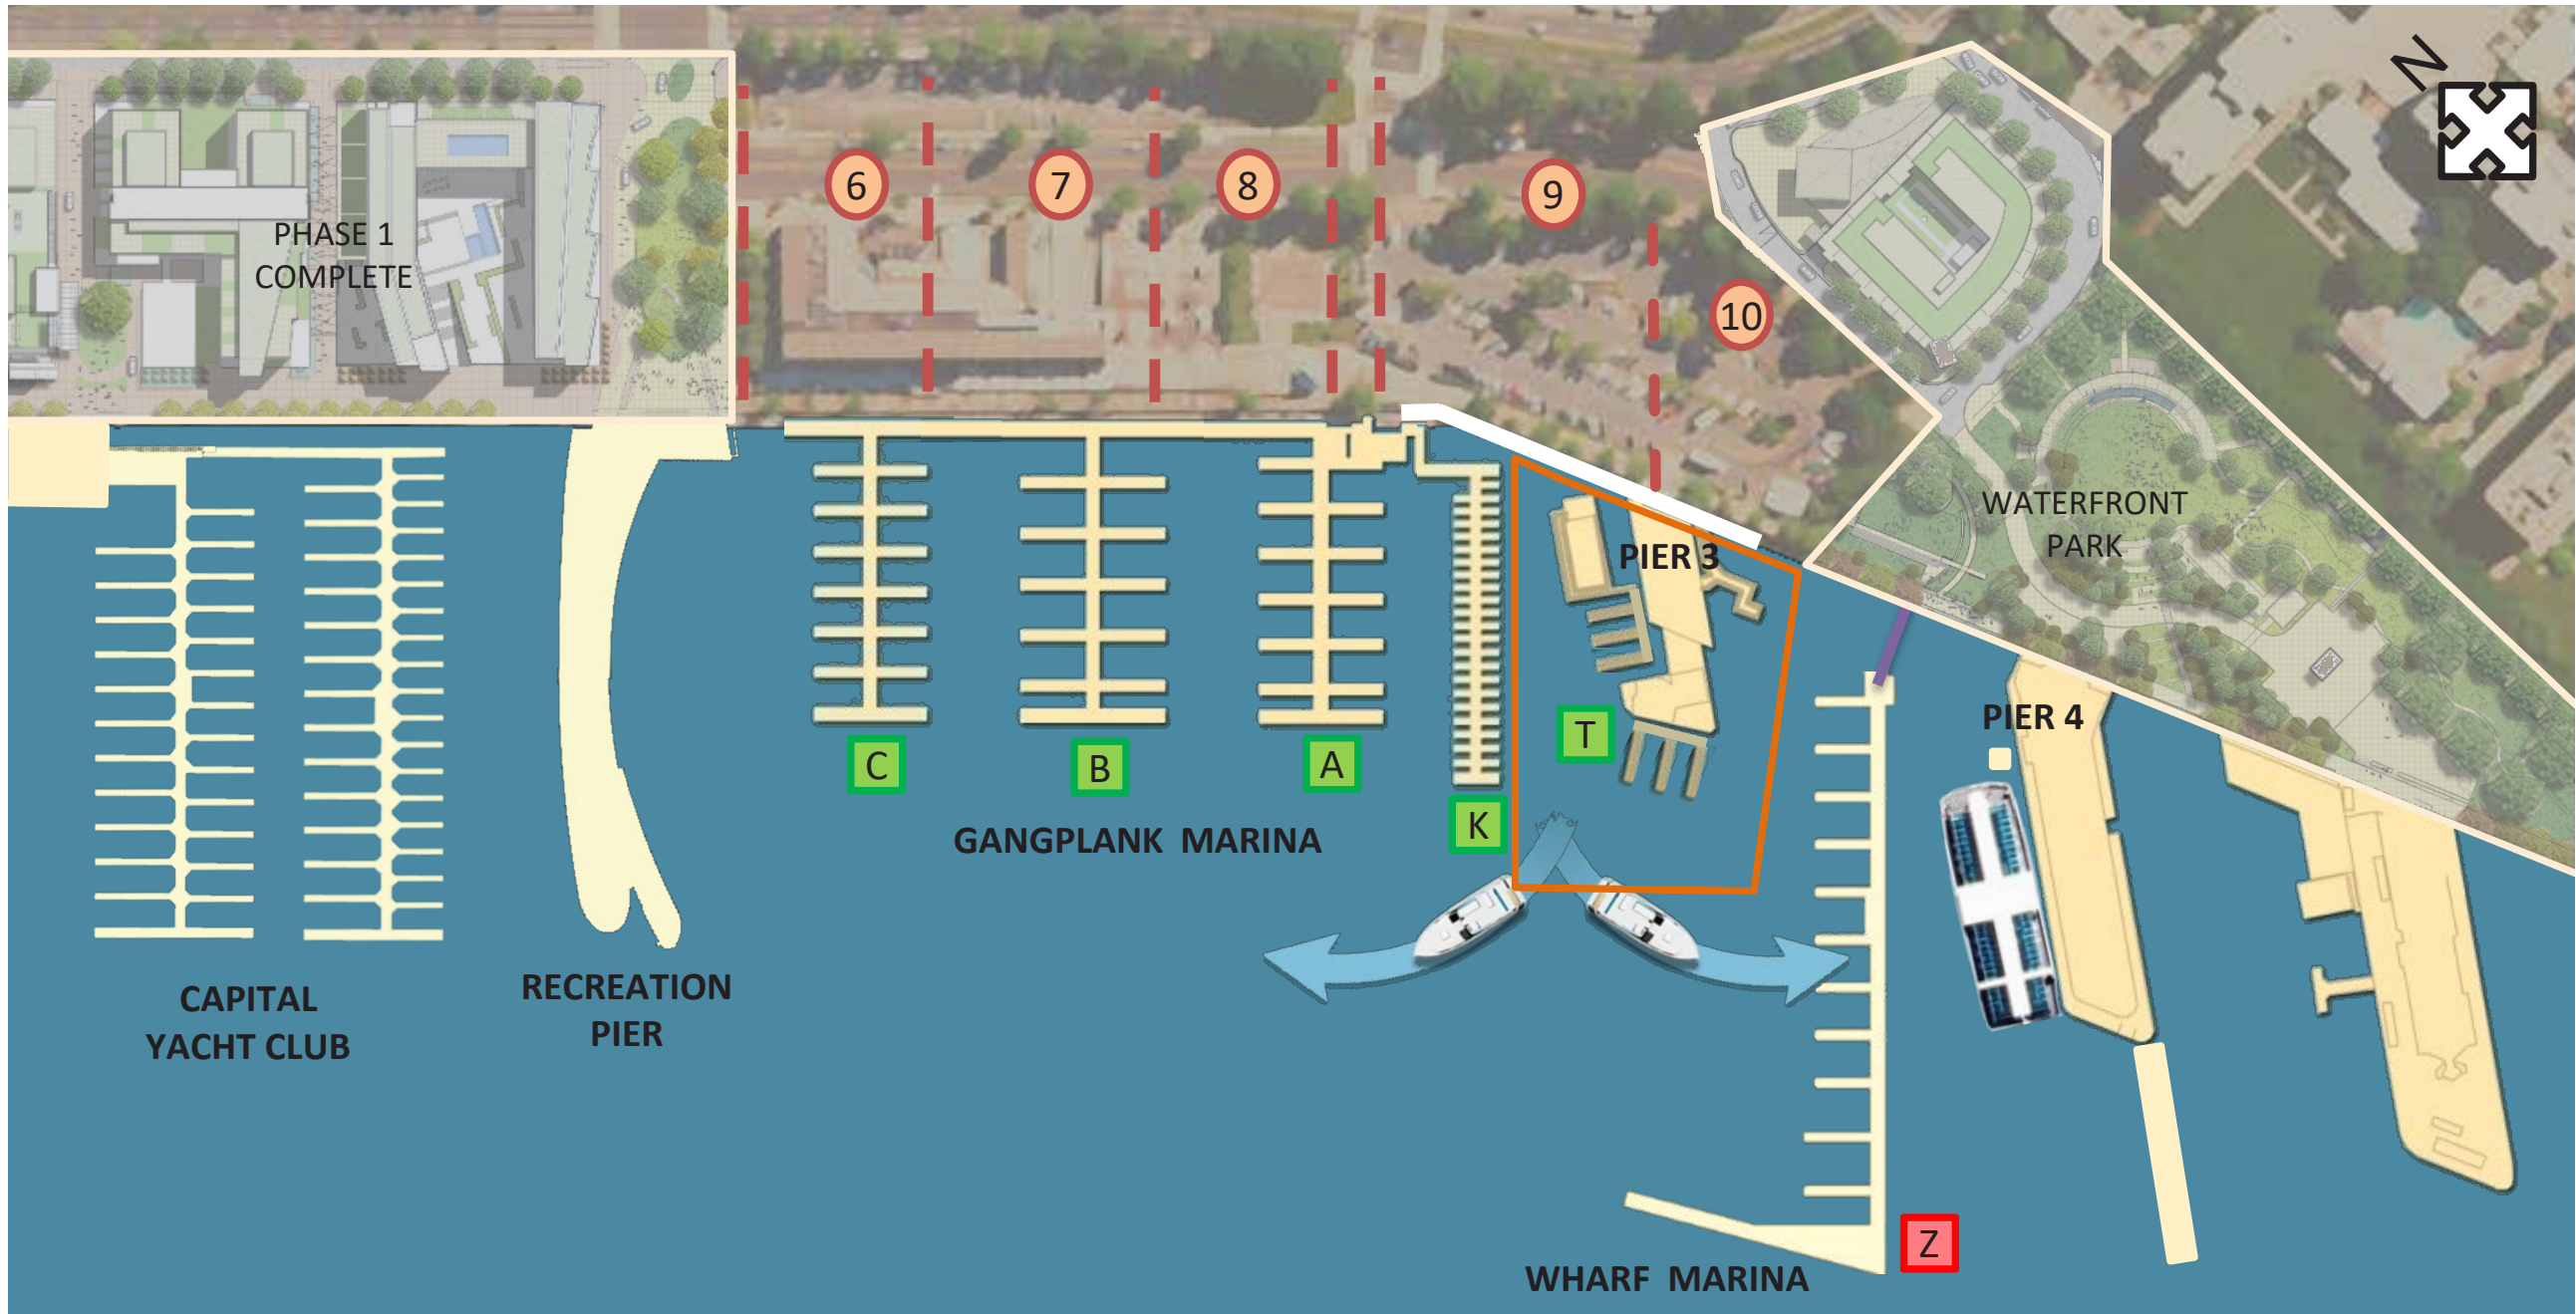 N
6
7
8
9
10
PHASE 1
COMPLETE
WATERFRONT
PARK
PIER 3
PIER 4
T
C
B
A
K
GANGPLANK MARINA
CAPITAL
YACHT CLUB
RECREATION
PIER
Z
WHARF MARINA